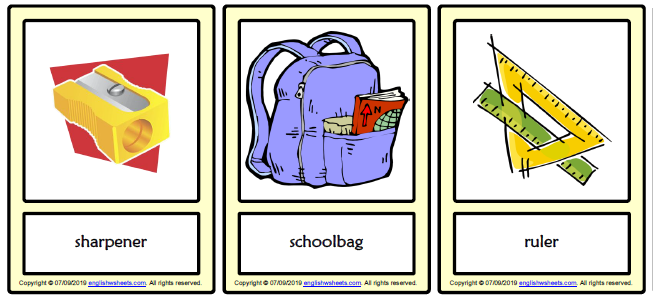 N
sharpener
schoolbag
ruler
Copyright © 07/09/2019 englishwsheets.com. All rights reserved.
Copyright © 07/09/2019 englishwsheets.com. All rights reserved.
Copyright © 07/09/2019 englishwsheets.com. All rights reserved.